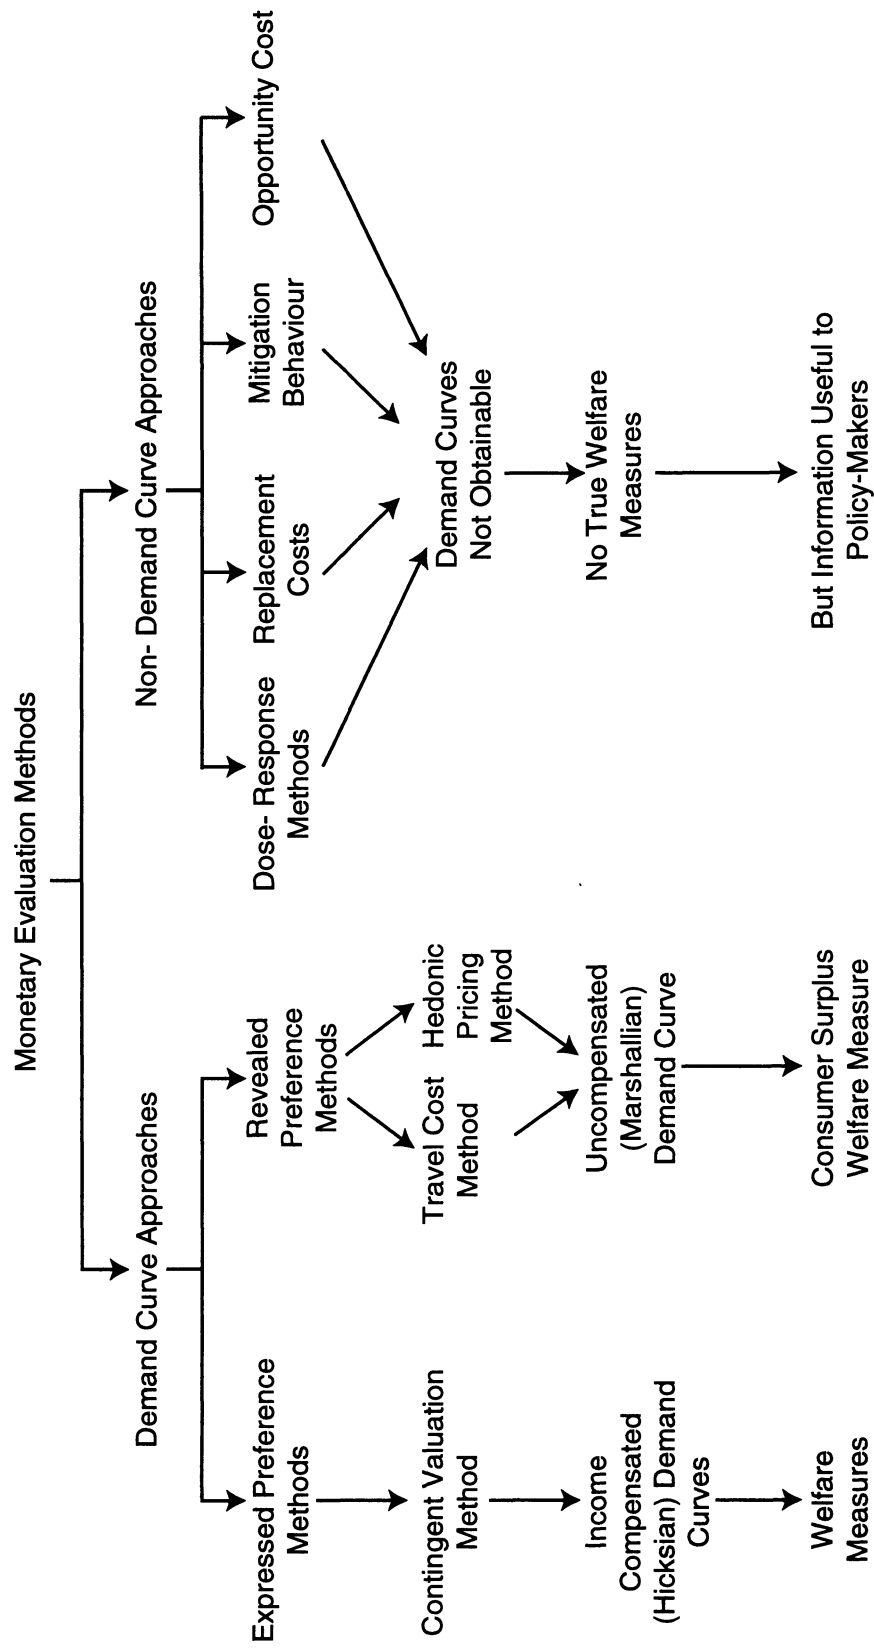 Monetary Evaluation Methods
Demand Curve Approaches
Non- Demand Curve Approaches
Expressed Preference
Methods
Revealed
Preference
Methods
Dose- Response
Methods
Replacement
Costs
Mitigation
Behaviour
Opportunity Cost
Contingent Valuation
Method
Travel Cost
Method
Hedonic
Pricing
Method
Demand Curves
Not Obtainable
Income
Compensated
(Hicksian) Demand
Curves
Uncompensated
(Marshallian)
Demand Curve
No True Welfare
Measures
Welfare
Measures
Consumer Surplus
Welfare Measure
But Information Useful to
Policy-Makers